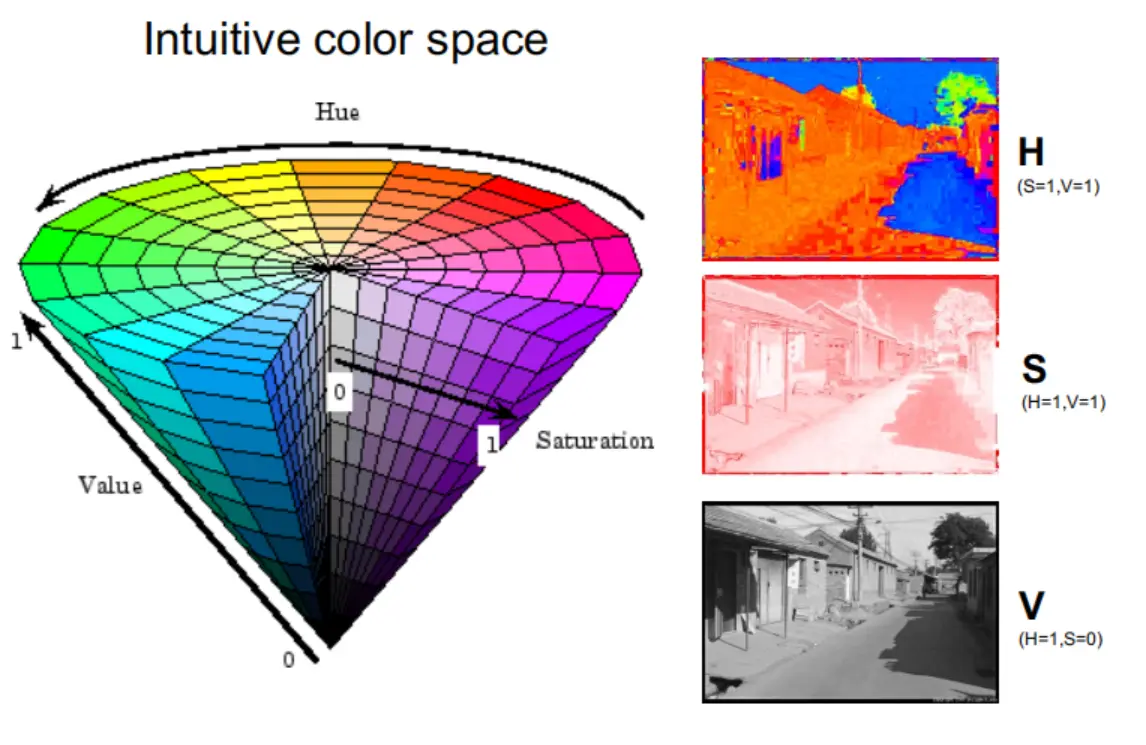 Intuitive color space
Hue
1
Value
0
0
1
Saturation
H
(S=1,V=1)
S
(H=1,V=1)
V
(H=1,S=0)